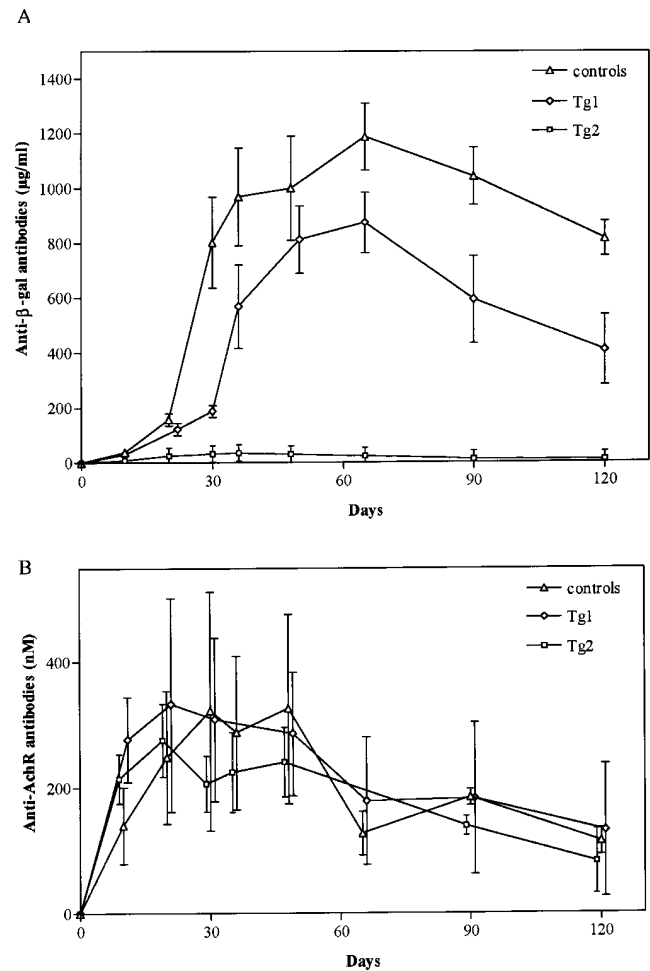 A
1400
1200
1000
800
600
400
200
0
Anti-β-gal antibodies (μg/ml)
controls
Tg1
Tg2
0 30 60 90 120
Days
B
400
200
0
Anti-AchR antibodies (nM)
controls
Tg1
Tg2
0 30 60 90 120
Days